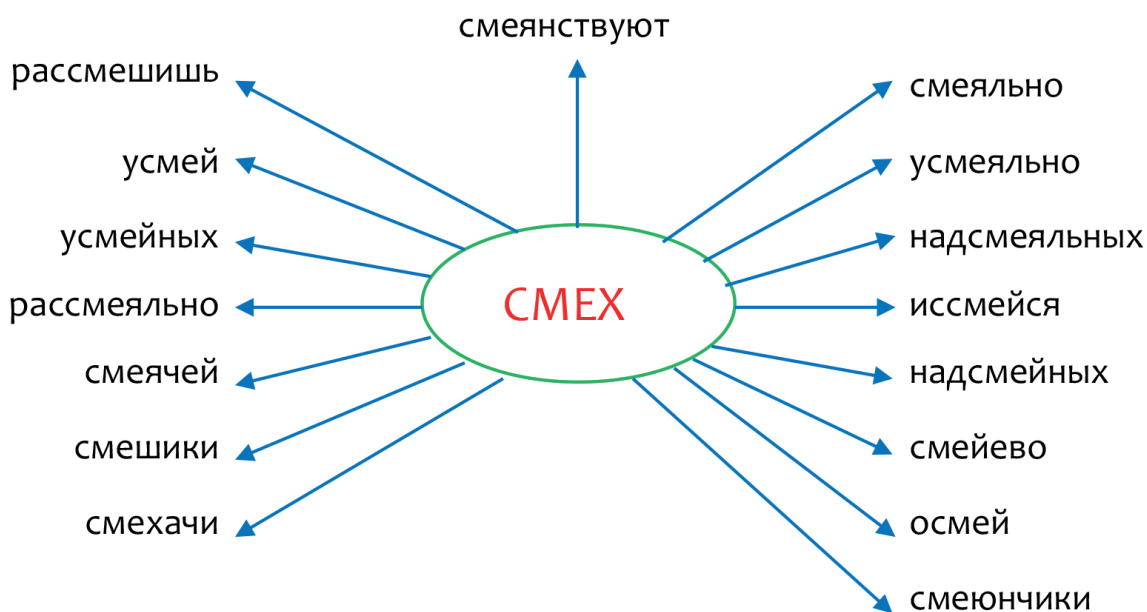 смеянствуют
рассмешишь
усмей
усмейных
рассмеяльно
смеячей
смешики
смехачи
СМЕХ
смеяльно
усмеяльно
надсмеяльных
иссмейся
надсмейных
смейево
осмей
смеюнчики